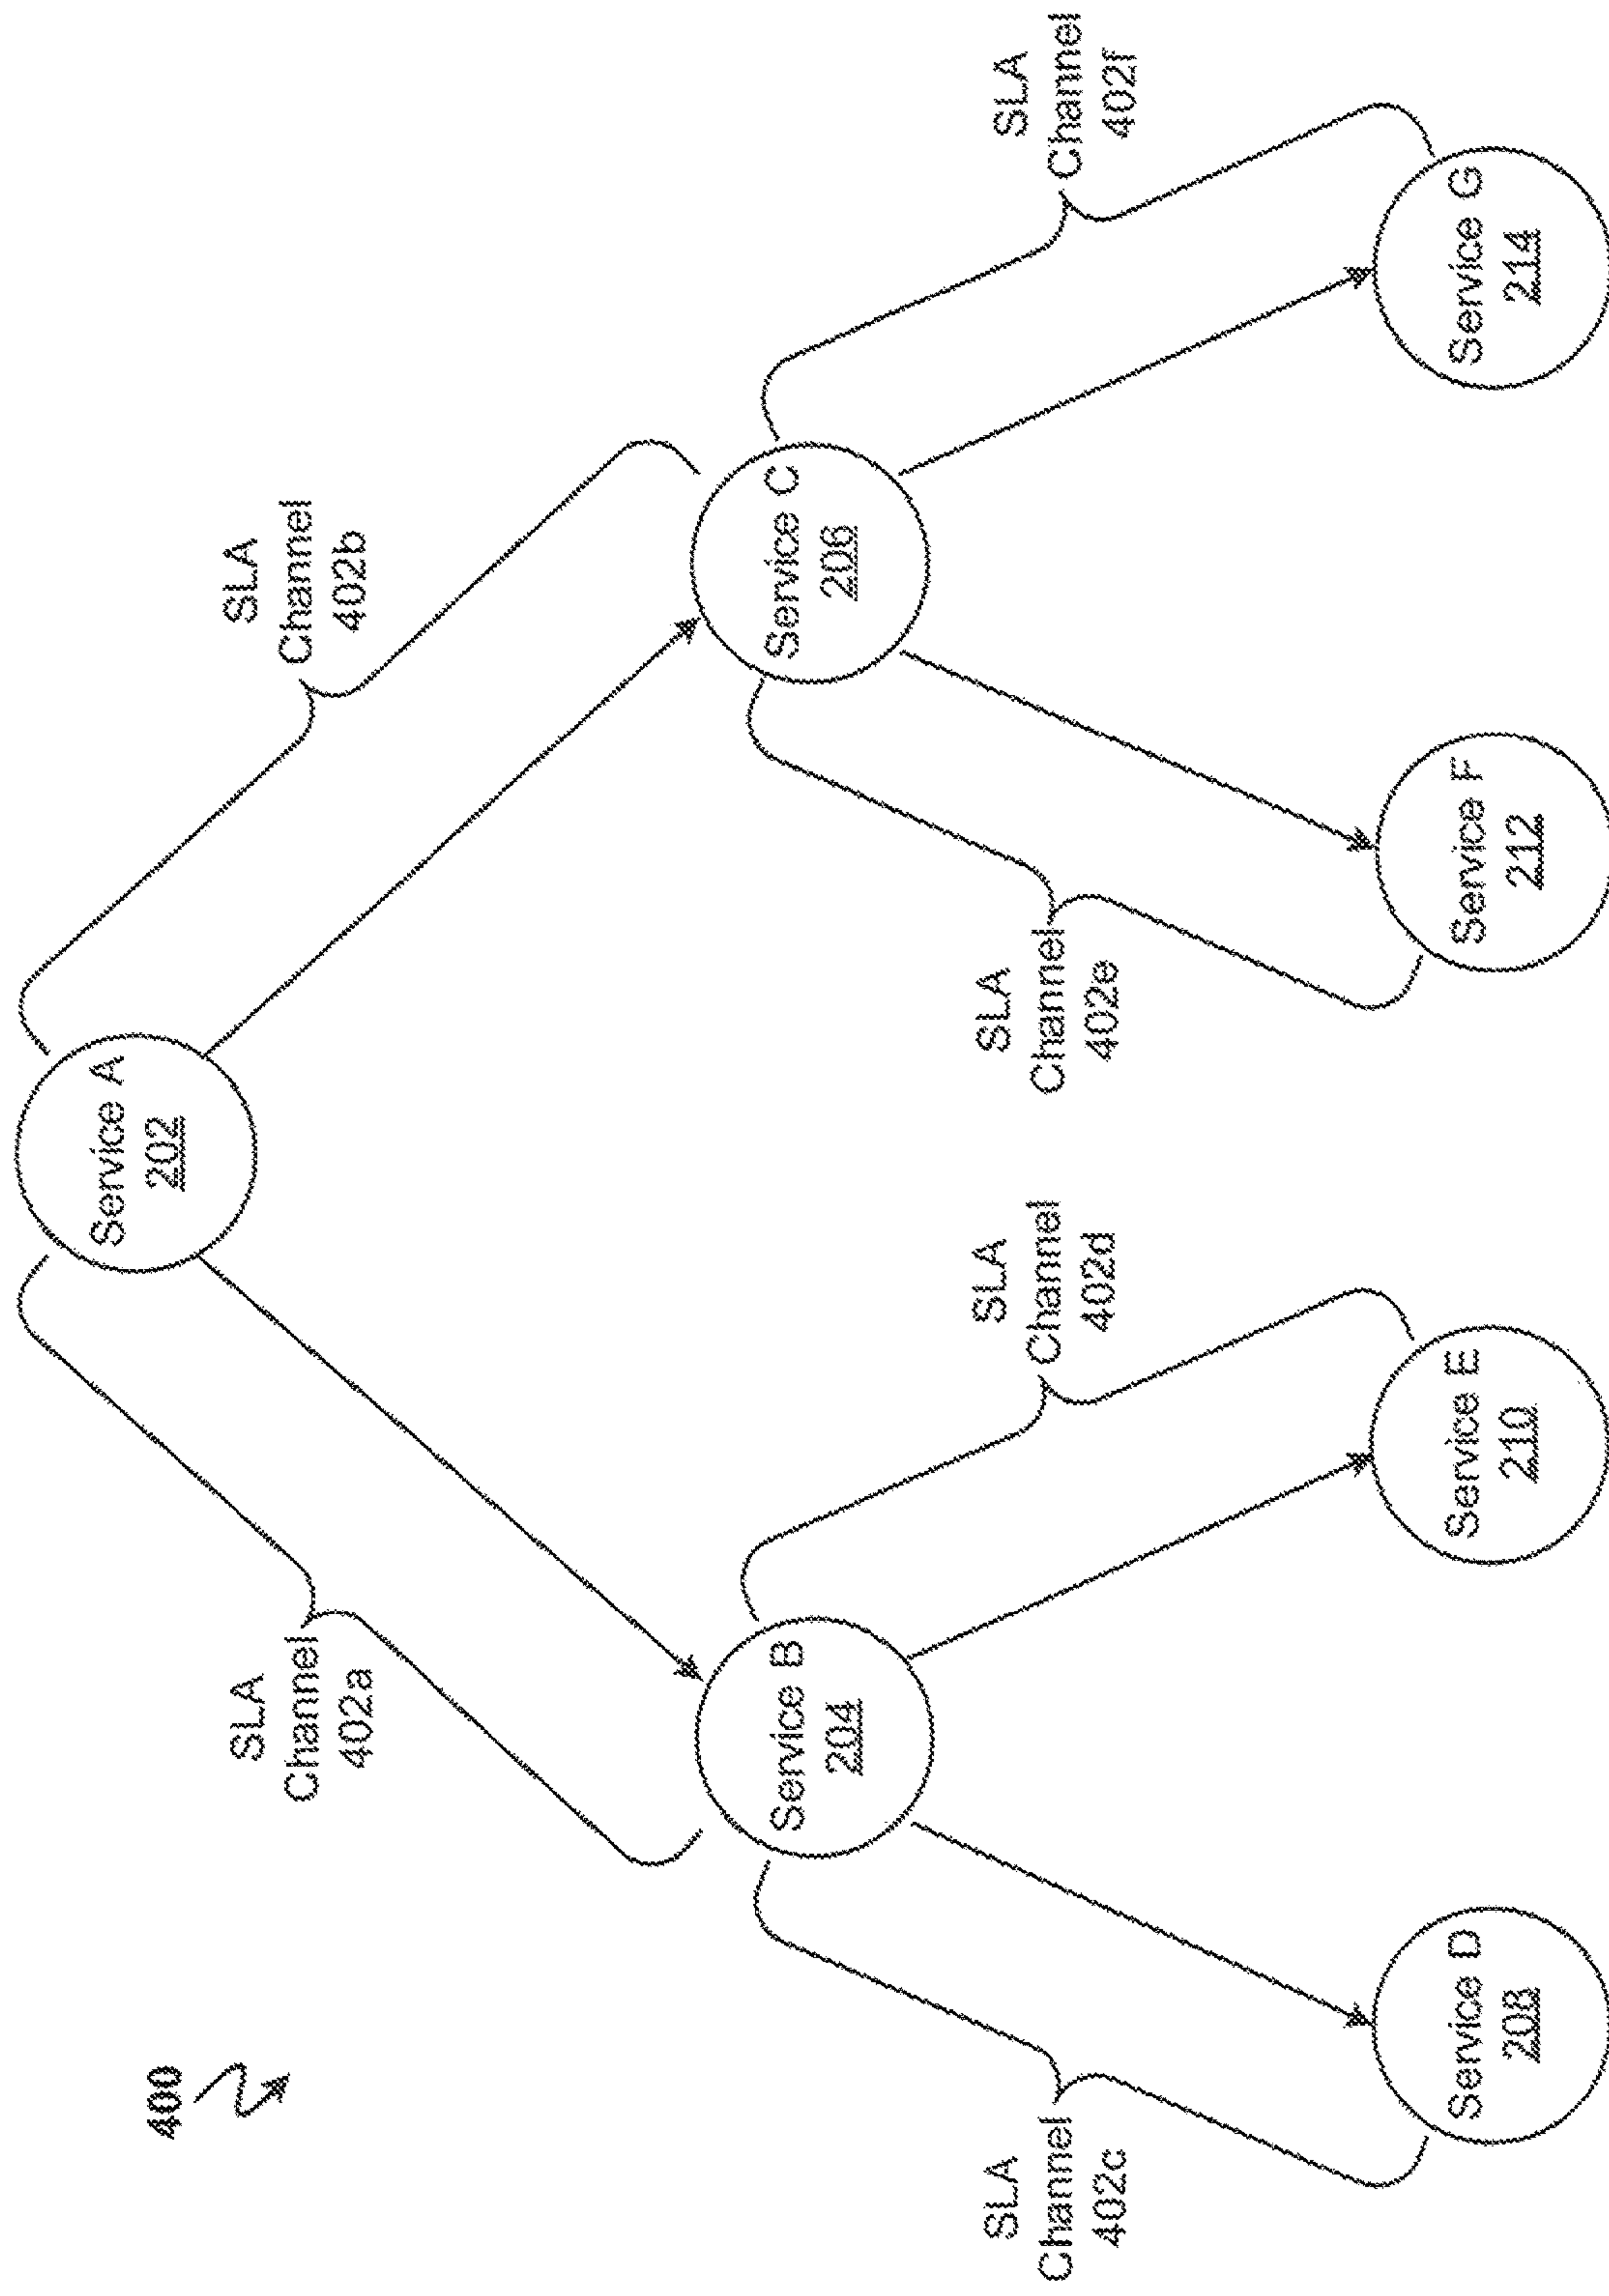 400
Service A
202
SLA
Channel
402a
SLA
Channel
402b
Service B
204
Service C
206
SLA
Channel
402c
SLA
Channel
402d
SLA
Channel
402e
SLA
Channel
402f
Service D
208
Service E
210
Service F
212
Service G
214